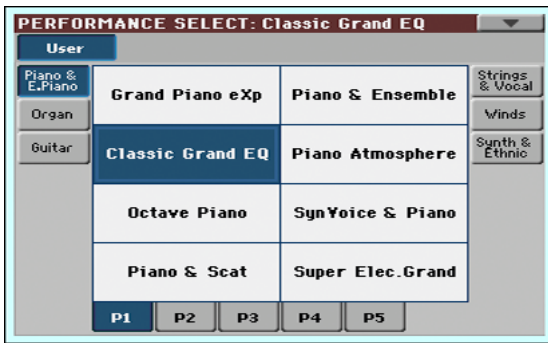 PERFORMANCE SELECT: Classic Grand EQ
User
Piano &
E.Piano
Organ
Guitar
Grand Piano eXp
Piano & Ensemble
Classic Grand EQ
Piano Atmosphere
Octave Piano
SynVoice & Piano
Piano & Scat
Super Elec.Grand
Strings
& Vocal
Winds
Synth &
Ethnic
P1 P2 P3 P4 P5